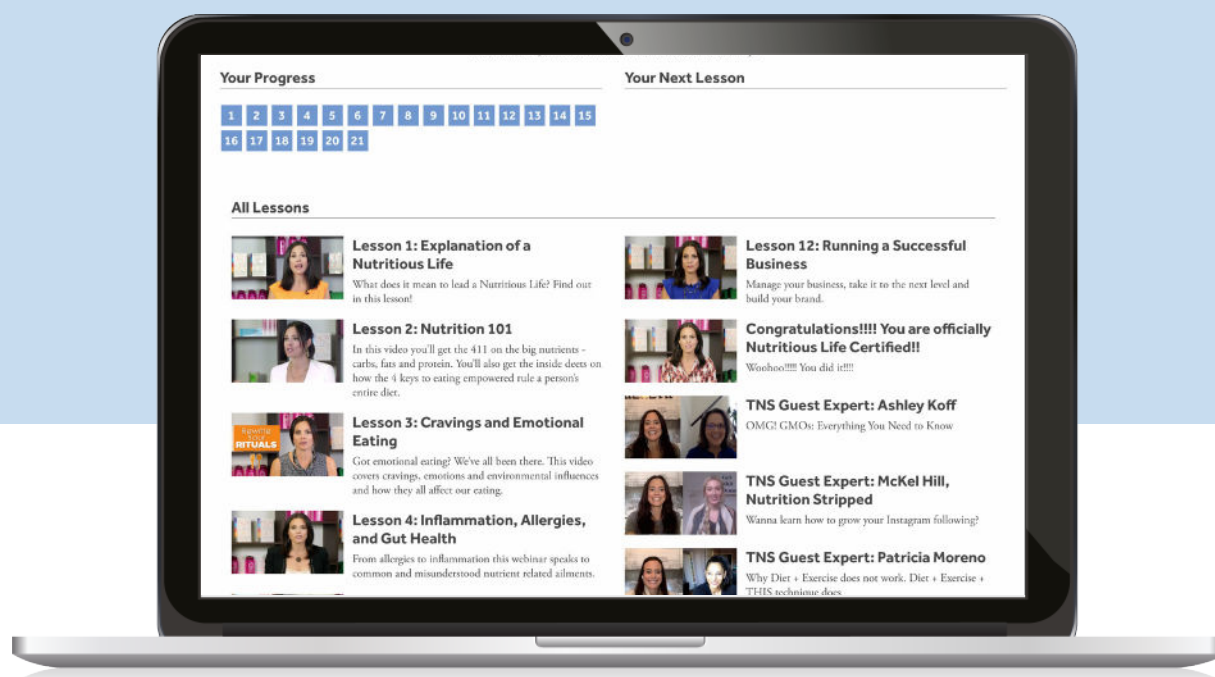 Your Progress
1 2 3 4 5 6 7 8 9 10 11 12 13 14 15
16 17 18 19 20 21
Your Next Lesson
All Lessons
Lesson 1: Explanation of a
Nutritious Life
What does it mean to lead a Nutritious Life? Find out
in this lesson!
Lesson 2: Nutrition 101
In this video you'll get the 411 on the big nutrients -
carbs, fats and protein. You'll also get the inside deets on
how the 4 keys to eating empowered rule a person's
entire diet.
RITUALS
Lesson 3: Cravings and Emotional
Eating
Got emotional eating? We've all been there. This video
covers cravings, emotions and environmental influences
and how they all affect our eating.
Lesson 4: Inflammation, Allergies,
and Gut Health
From allergies to inflammation this webinar speaks to
common and misunderstood nutrient related ailments.
Lesson 12: Running a Successful
Business
Manage your business, take it to the next level and
build your brand.
Congratulations!!!! You are officially
Nutritious Life Certified!!
Woohoo!!!!! You did it!!!!
TNS Guest Expert: Ashley Koff
OMG! GMOs: Everything You Need to Know
TNS Guest Expert: McKel Hill,
Nutrition Stripped
Wanna learn how to grow your Instagram following?
TNS Guest Expert: Patricia Moreno
Why Diet + Exercise does not work. Diet + Exercise +
THIS technique does